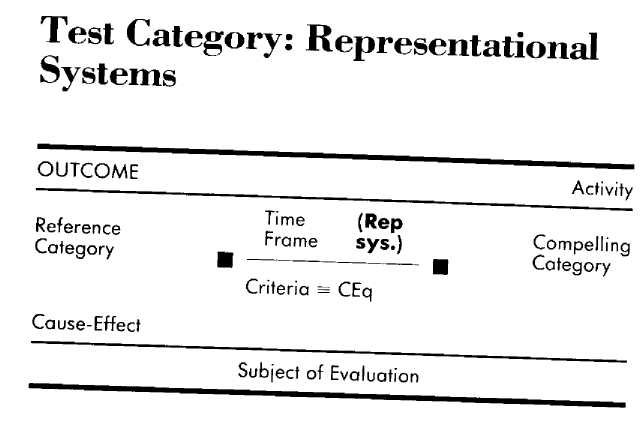 Test Category: Representational
Systems
OUTCOME
Activity
Reference
Category
Time
Frame
(Rep
sys.)
Compelling
Category
Criteria ≅ CEq
Cause-Effect
Subject of Evaluation